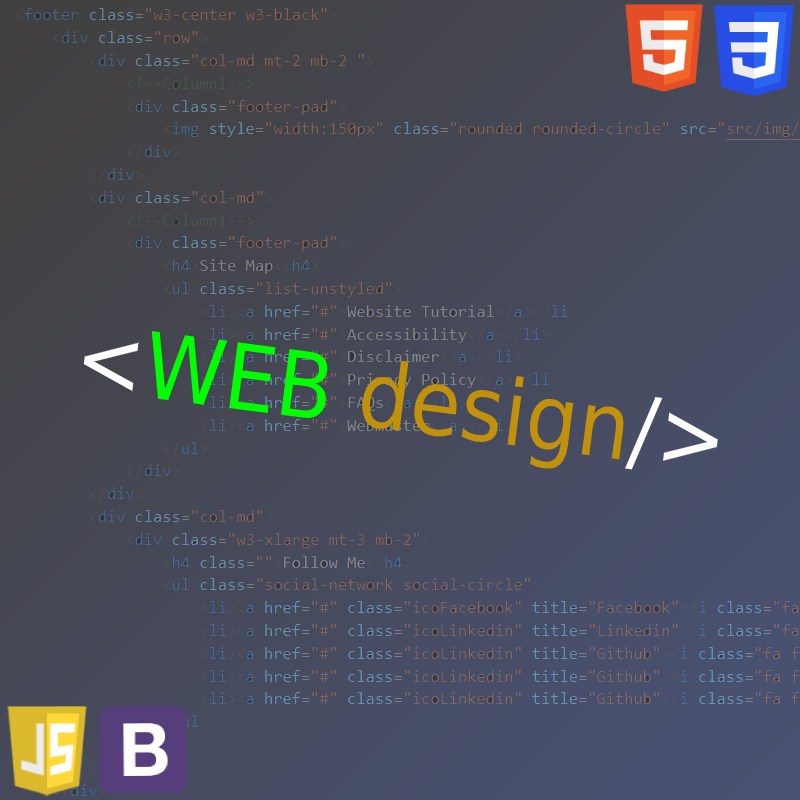 <footer class="w3-center w3-black">
<div class="row">
<div class="col-md mt-2 mb-2 ">
<!--Column1-->
<div class="footer-pad">
<img style="width:150px" class="rounded rounded-circle" src="src/img/
</div>
</div>
<div class="col-md">
<!--Column1-->
<div class="footer-pad">
<h4>Site Map</h4>
<ul class="list-unstyled">
<li><a href="#">Website Tutorial</a></li>
<li><a href="#">Accessibility</a></li>
<li><a href="#">Disclaimer</a></li>
<li><a href="#">Privacy Policy</a></li>
<li><a href="#">FAQs</a></li>
<li><a href="#">Webmaster</a></li>
<WEB design/>
</ul>
</div>
</div>
<div class="col-md">
<div class="w3-xlarge mt-3 mb-2">
<h4 class="">Follow Me</h4>
<ul class="social-network social-circle">
<li><a href="#" class="icoFacebook" title="Facebook"><i class="fa
<li><a href="#" class="icoLinkedin" title="Linkedin"><i class="fa
<li><a href="#" class="icoLinkedin" title="Github"><i class="fa f
<li><a href="#" class="icoLinkedin" title="Github"><i class="fa f
<li><a href="#" class="icoLinkedin" title="Github"><i class="fa f
ul>
div>
5
3
JS
B